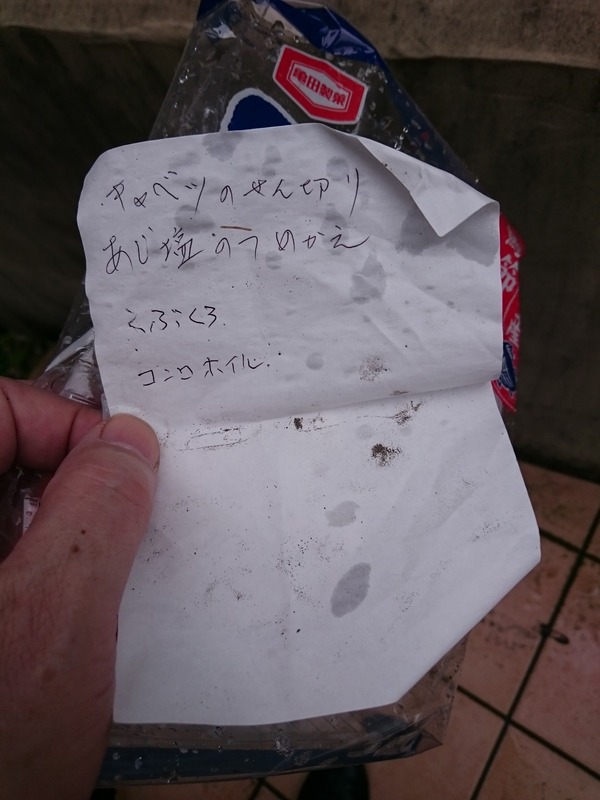 亀田製菓
キャベツのせん切り
あじ塩のつめかえ
ごみぶくろ
コンロホイル